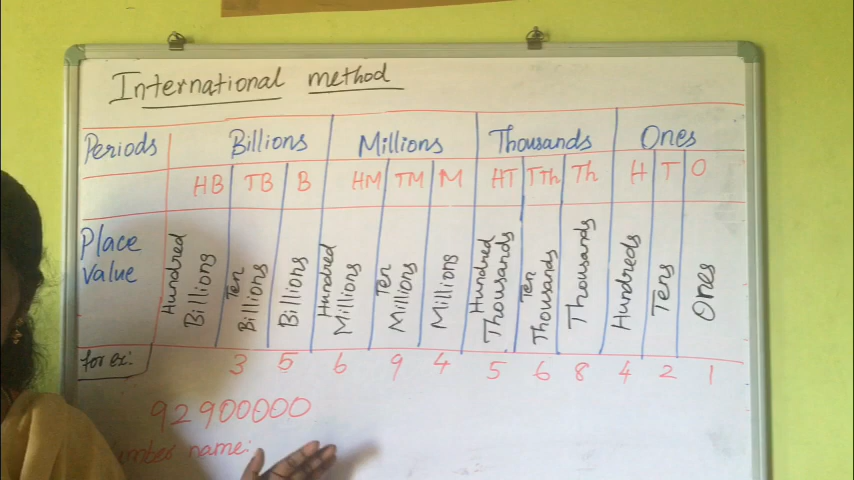 International method
Periods Billions Millions Thousands Ones
HB TB B HM TM M HT TTh Th H T O
Place value Hundred Billions Ten Billions Billions Hundred Millions Ten Millions Millions Hundred Thousands Ten Thousands Thousands Hundreds Tens Ones
for ex: 3 5 6 9 4 5 6 8 4 2 1
92900000
name: